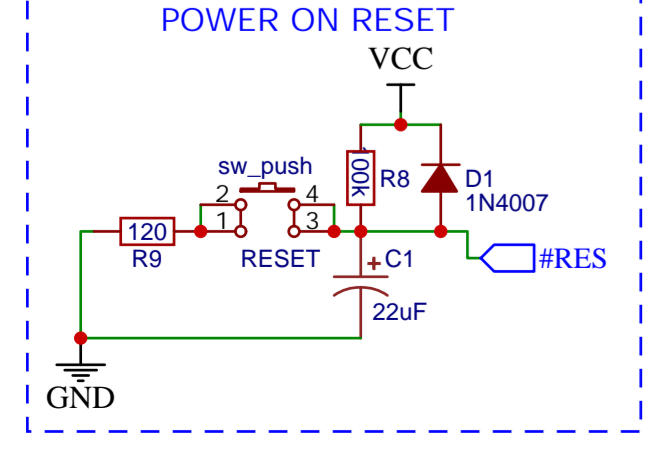 POWER ON RESET
VCC
sw_push
100k
R8
D1
1N4007
2
4
1
3
120
R9
RESET
+
C1
#RES
22uF
GND